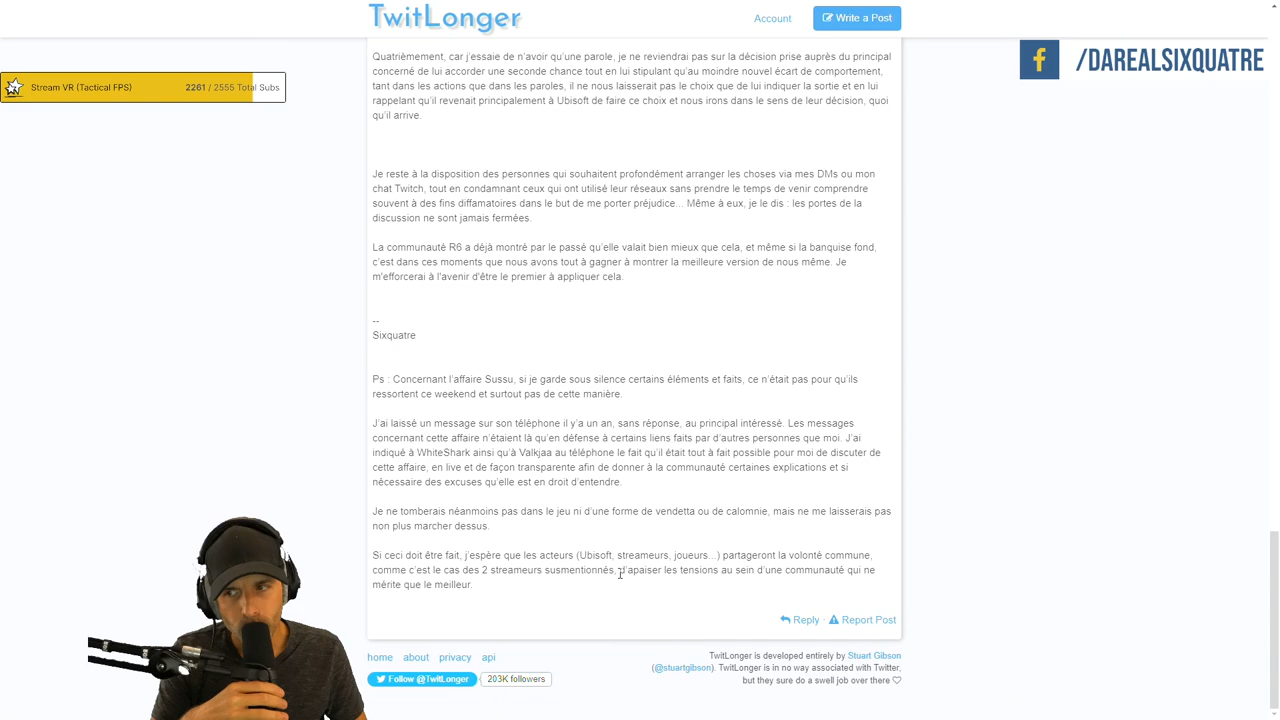 TwitLonger
Account
Write a Post
/DAREALSIXQUATRE
Stream VR (Tactical FPS)
2261 / 2555 Total Subs
Quatrièmement, car j'essaie de n'avoir qu'une parole, je ne reviendrai pas sur la décision prise auprès du principal
concerné de lui accorder une seconde chance tout en lui stipulant qu'au moindre nouvel écart de comportement,
tant dans les actions que dans les paroles, il ne nous laisserait pas le choix que de lui indiquer la sortie et en lui
rappelant qu'il revenait principalement à Ubisoft de faire ce choix et nous irons dans le sens de leur décision, quoi
qu'il arrive.
Je reste à la disposition des personnes qui souhaitent profondément arranger les choses via mes DMs ou mon
chat Twitch, tout en condamnant ceux qui ont utilisé leur réseaux sans prendre le temps de venir comprendre
souvent à des fins diffamatoires dans le but de me porter préjudice... Même à eux, je le dis : les portes de la
discussion ne sont jamais fermées.
La communauté R6 a déjà montré par le passé qu'elle valait bien mieux que cela, et même si la banquise fond,
c'est dans ces moments que nous avons tout à gagner à montrer la meilleure version de nous même. Je
m'efforcerai à l'avenir d'être le premier à appliquer cela.
--
Sixquatre
Ps : Concernant l'affaire Sussu, si je garde sous silence certains éléments et faits, ce n'était pas pour qu'ils
ressortent ce weekend et surtout pas de cette manière.
J'ai laissé un message sur son téléphone il y'a un an, sans réponse, au principal intéressé. Les messages
concernant cette affaire n'étaient là qu'en défense à certains liens faits par d'autres personnes que moi. J'ai
indiqué à WhiteShark ainsi qu'à Valkjaa au téléphone le fait qu'il était tout à fait possible pour moi de discuter de
cette affaire, en live et de façon transparente afin de donner à la communauté certaines explications et si
nécessaire des excuses qu'elle est en droit d'entendre.
Je ne tomberais néanmoins pas dans le jeu ni d'une forme de vendetta ou de calomnie, mais ne me laisserais pas
non plus marcher dessus.
Si ceci doit être fait, j'espère que les acteurs (Ubisoft, streameurs, joueurs...) partageront la volonté commune,
comme c'est le cas des 2 streameurs susmentionnés, d'apaiser les tensions au sein d'une communauté qui ne
mérite que le meilleur.
Reply · Report Post
home about privacy api
Follow @TwitLonger
203K followers
TwitLonger is developed entirely by Stuart Gibson
(@stuartgibson). TwitLonger is in no way associated with Twitter,
but they sure do a swell job over there